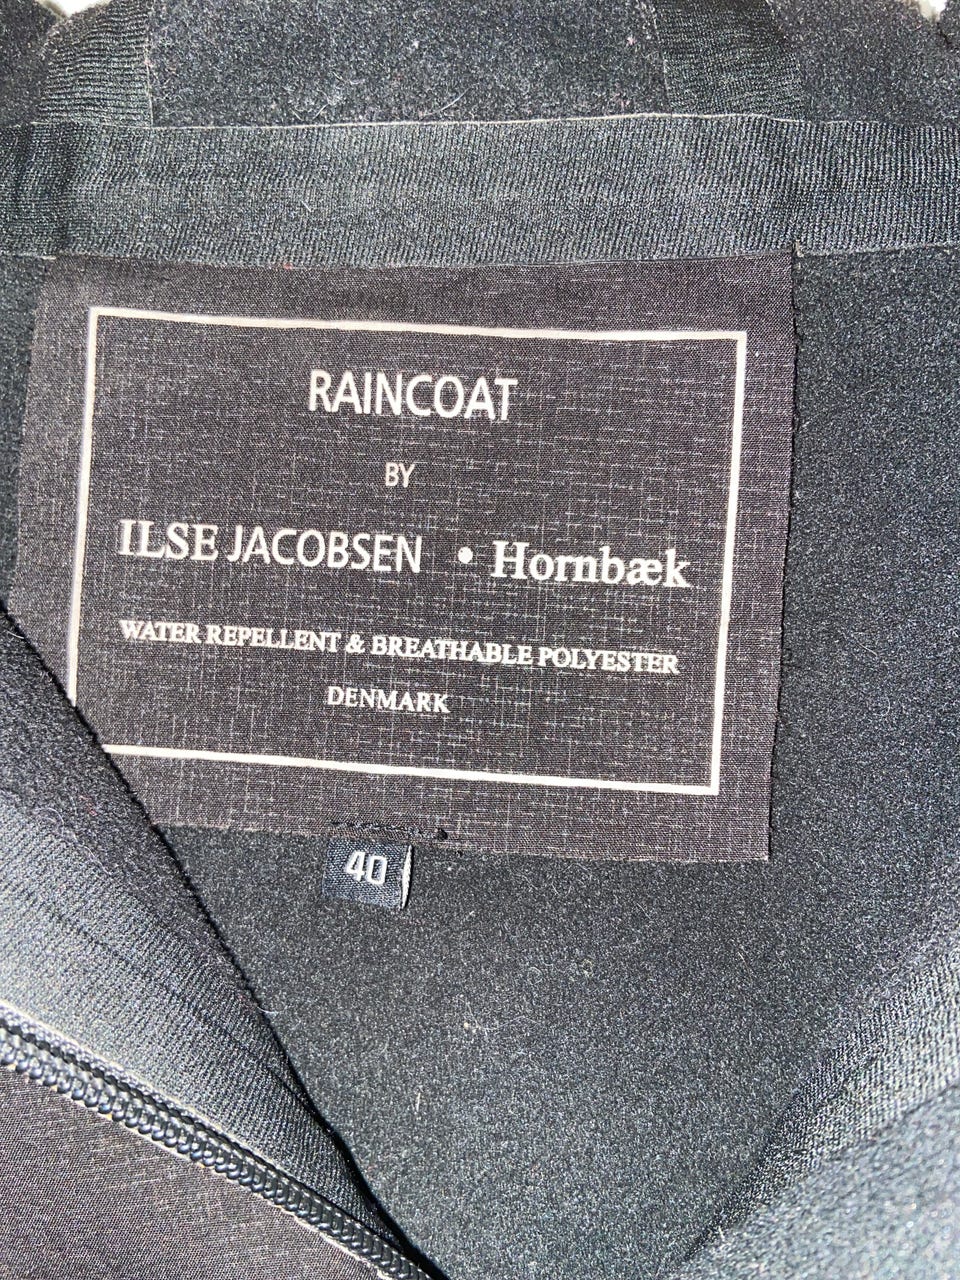 RAINCOAT
BY
ILSE JACOBSEN • Hornbæk
WATER REPELLENT & BREATHABLE POLYESTER
DENMARK
40